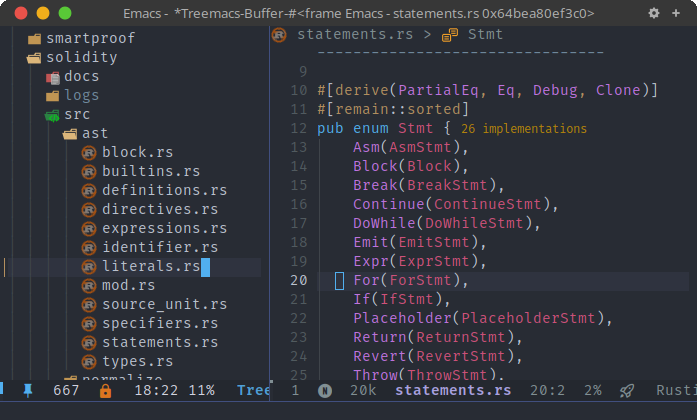 Emacs - *Treemacs-Buffer-#<frame Emacs - statements.rs 0x64bea80ef3c0>
smartproof
solidity
docs
logs
src
ast
block.rs
builtins.rs
definitions.rs
directives.rs
expressions.rs
identifier.rs
literals.rs
mod.rs
source_unit.rs
specifiers.rs
statements.rs
types.rs
normalize
667 18:22 11% Tree
statements.rs > Stmt
--------------------------------
9
10 #[derive(PartialEq, Eq, Debug, Clone)]
11 #[remain::sorted]
12 pub enum Stmt { 26 implementations
13 Asm(AsmStmt),
14 Block(Block),
15 Break(BreakStmt),
16 Continue(ContinueStmt),
17 DoWhile(DoWhileStmt),
18 Emit(EmitStmt),
19 Expr(ExprStmt),
20 For(ForStmt),
21 If(IfStmt),
22 Placeholder(PlaceholderStmt),
23 Return(ReturnStmt),
24 Revert(RevertStmt),
25 Throw(ThrowStmt),
1 N 20k statements.rs 20:2 2% Rusti